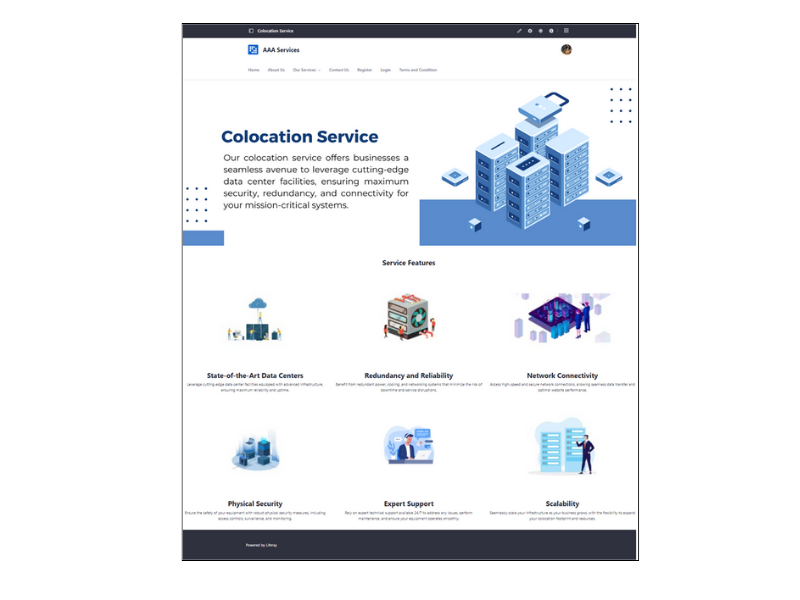 Colocation Service
AAA Services
Home About Us Our Services Contact Us Register Login Terms and Condition
Colocation Service
Our colocation service offers businesses a
seamless avenue to leverage cutting-edge
data center facilities, ensuring maximum
security, redundancy, and connectivity for
your mission-critical systems.
Service Features
State-of-the-Art Data Centers
Leverage cutting-edge data center facilities equipped with advanced infrastructure,
ensuring maximum reliability and uptime.
Redundancy and Reliability
Benefit from redundant power, cooling, and networking systems that minimize the risk of
downtime and service disruptions.
Network Connectivity
Access high-speed and secure network connections, allowing seamless data transfer and
optimal website performance.
Physical Security
Ensure the safety of your equipment with robust physical security measures, including
access controls, surveillance, and monitoring.
Expert Support
Rely on expert technical support available 24/7 to address any issues, perform
maintenance, and ensure your equipment operates smoothly.
Scalability
Seamlessly scale your infrastructure as your business grows, with the flexibility to expand
your colocation footprint and resources.
Powered by Liferay